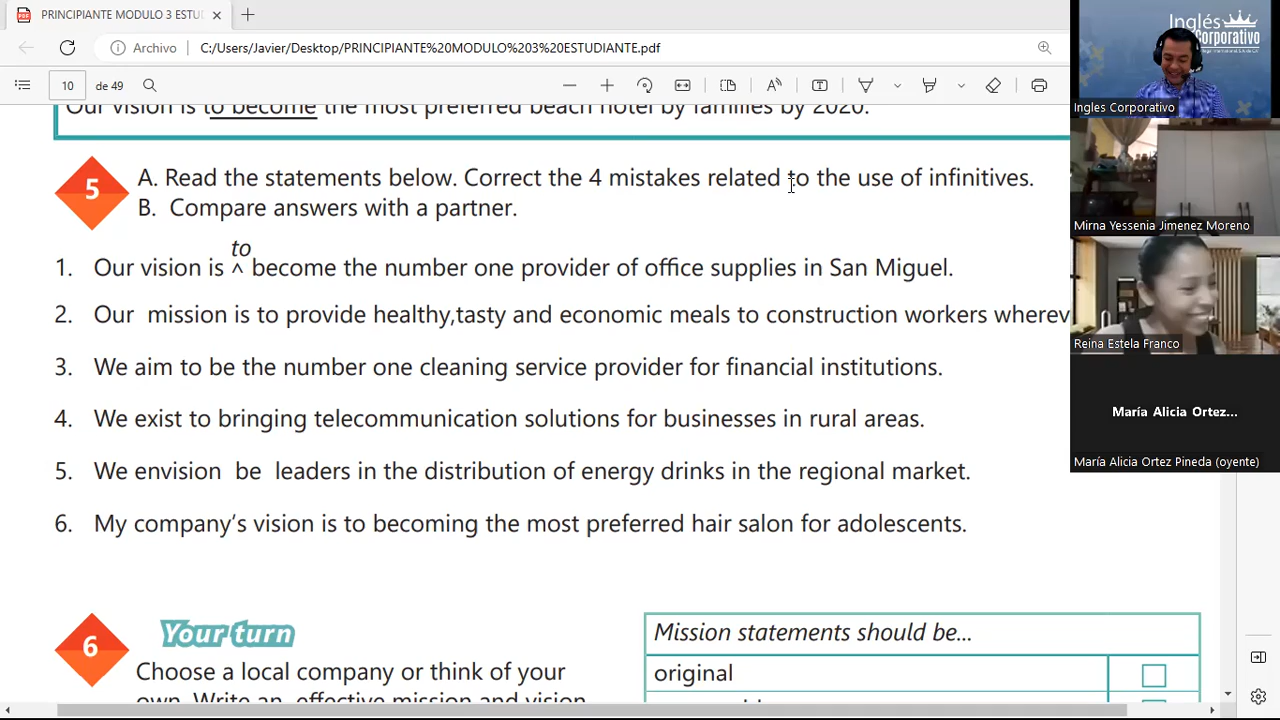 PRINCIPIANTE MODULO 3 ESTU
Archivo
C:/Users/Javier/Desktop/PRINCIPIANTE%20MODULO%203%20ESTUDIANTE.pdf
10 de 49
Our vision is to become the most preferred beach hotel by families by 2020.
5
A. Read the statements below. Correct the 4 mistakes related to the use of infinitives.
B. Compare answers with a partner.
to
1. Our vision is ^ become the number one provider of office supplies in San Miguel.
2. Our mission is to provide healthy,tasty and economic meals to construction workers wherev
3. We aim to be the number one cleaning service provider for financial institutions.
4. We exist to bringing telecommunication solutions for businesses in rural areas.
5. We envision be leaders in the distribution of energy drinks in the regional market.
6. My company's vision is to becoming the most preferred hair salon for adolescents.
6
Your turn
Choose a local company or think of your
own. Write an effective mission and vision
Mission statements should be...
original
Inglés
Corporativo
Ingles Corporativo
Mirna Yessenia Jimenez Moreno
Reina Estela Franco
María Alicia Ortez...
María Alicia Ortez Pineda (oyente)